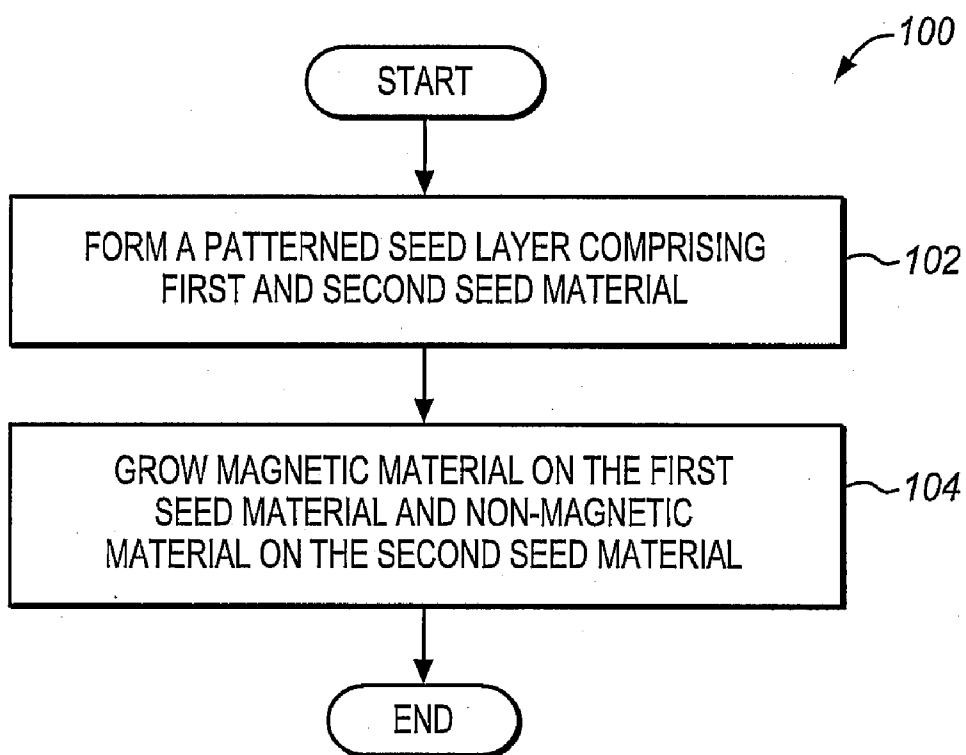 100
START
FORM A PATTERNED SEED LAYER COMPRISING
FIRST AND SECOND SEED MATERIAL
102
GROW MAGNETIC MATERIAL ON THE FIRST
SEED MATERIAL AND NON-MAGNETIC
MATERIAL ON THE SECOND SEED MATERIAL
104
END